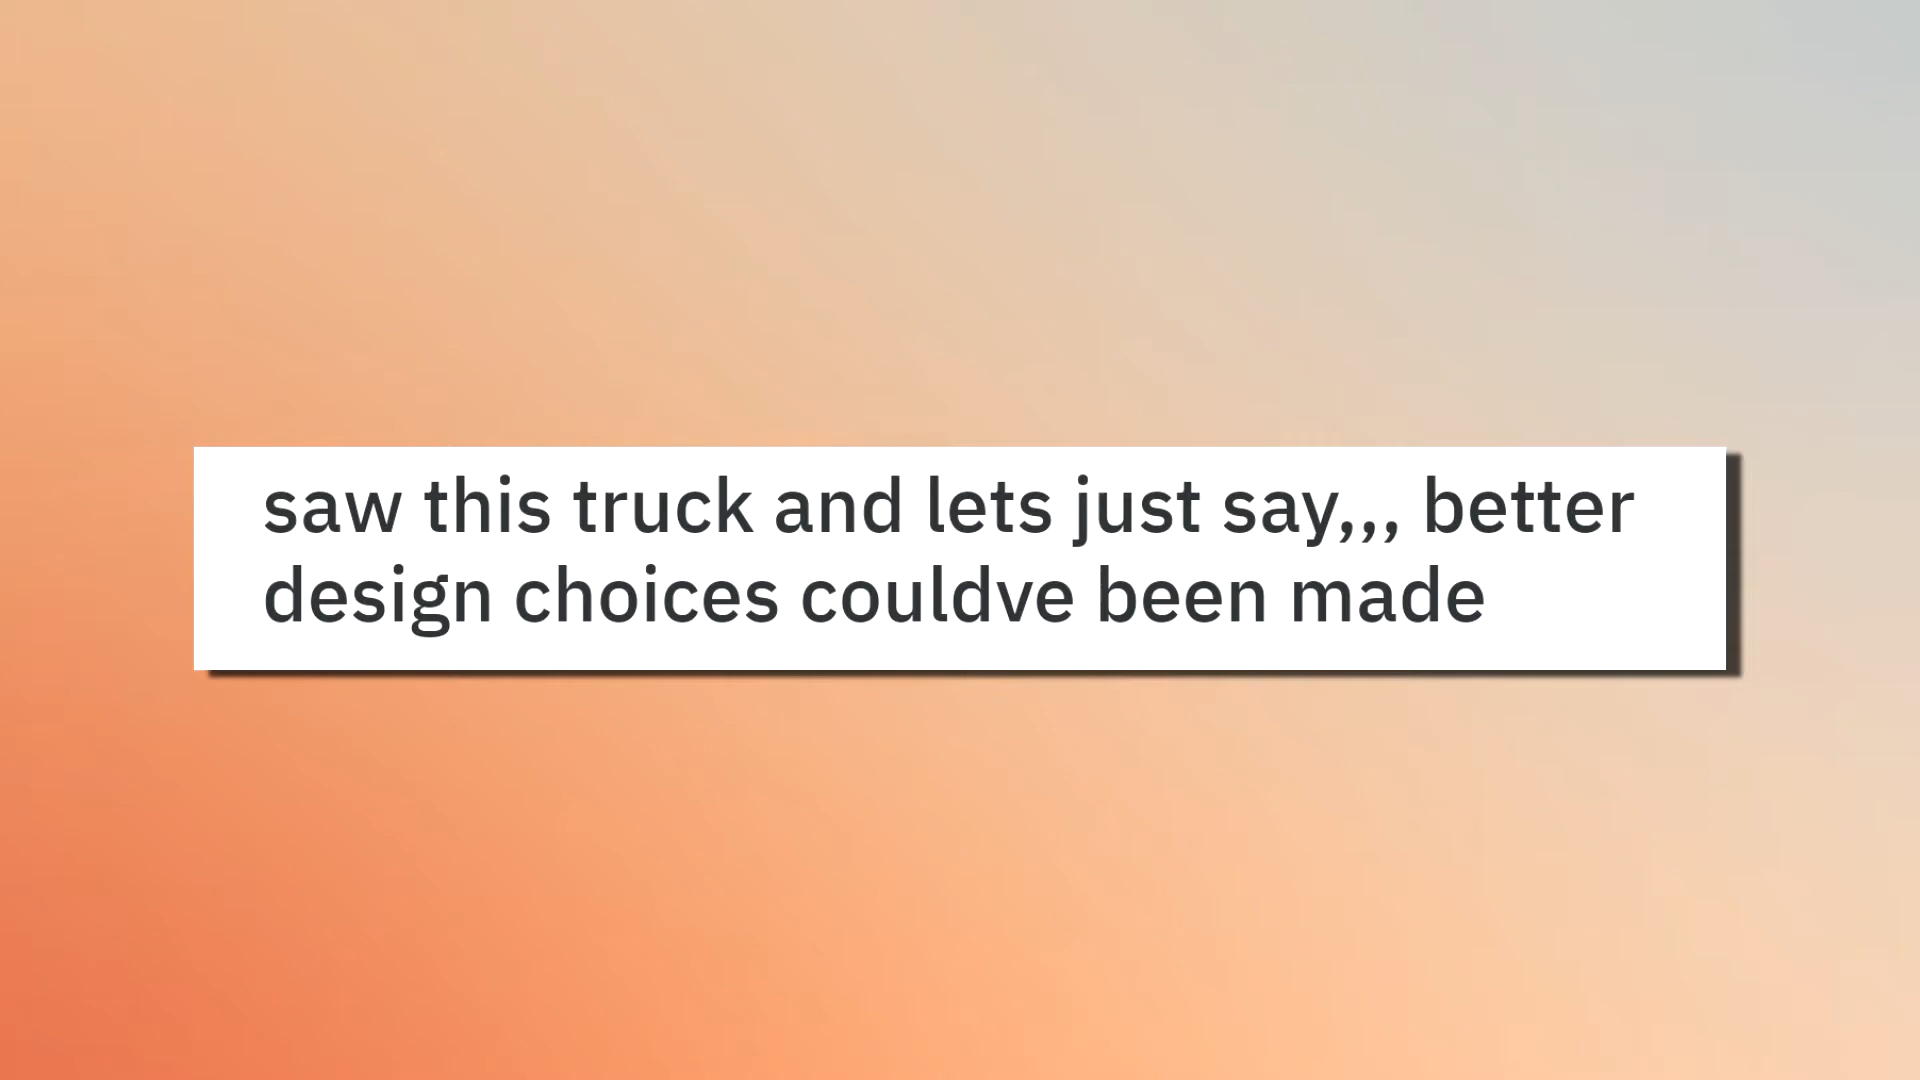 saw this truck and lets just say,,, better
design choices couldve been made